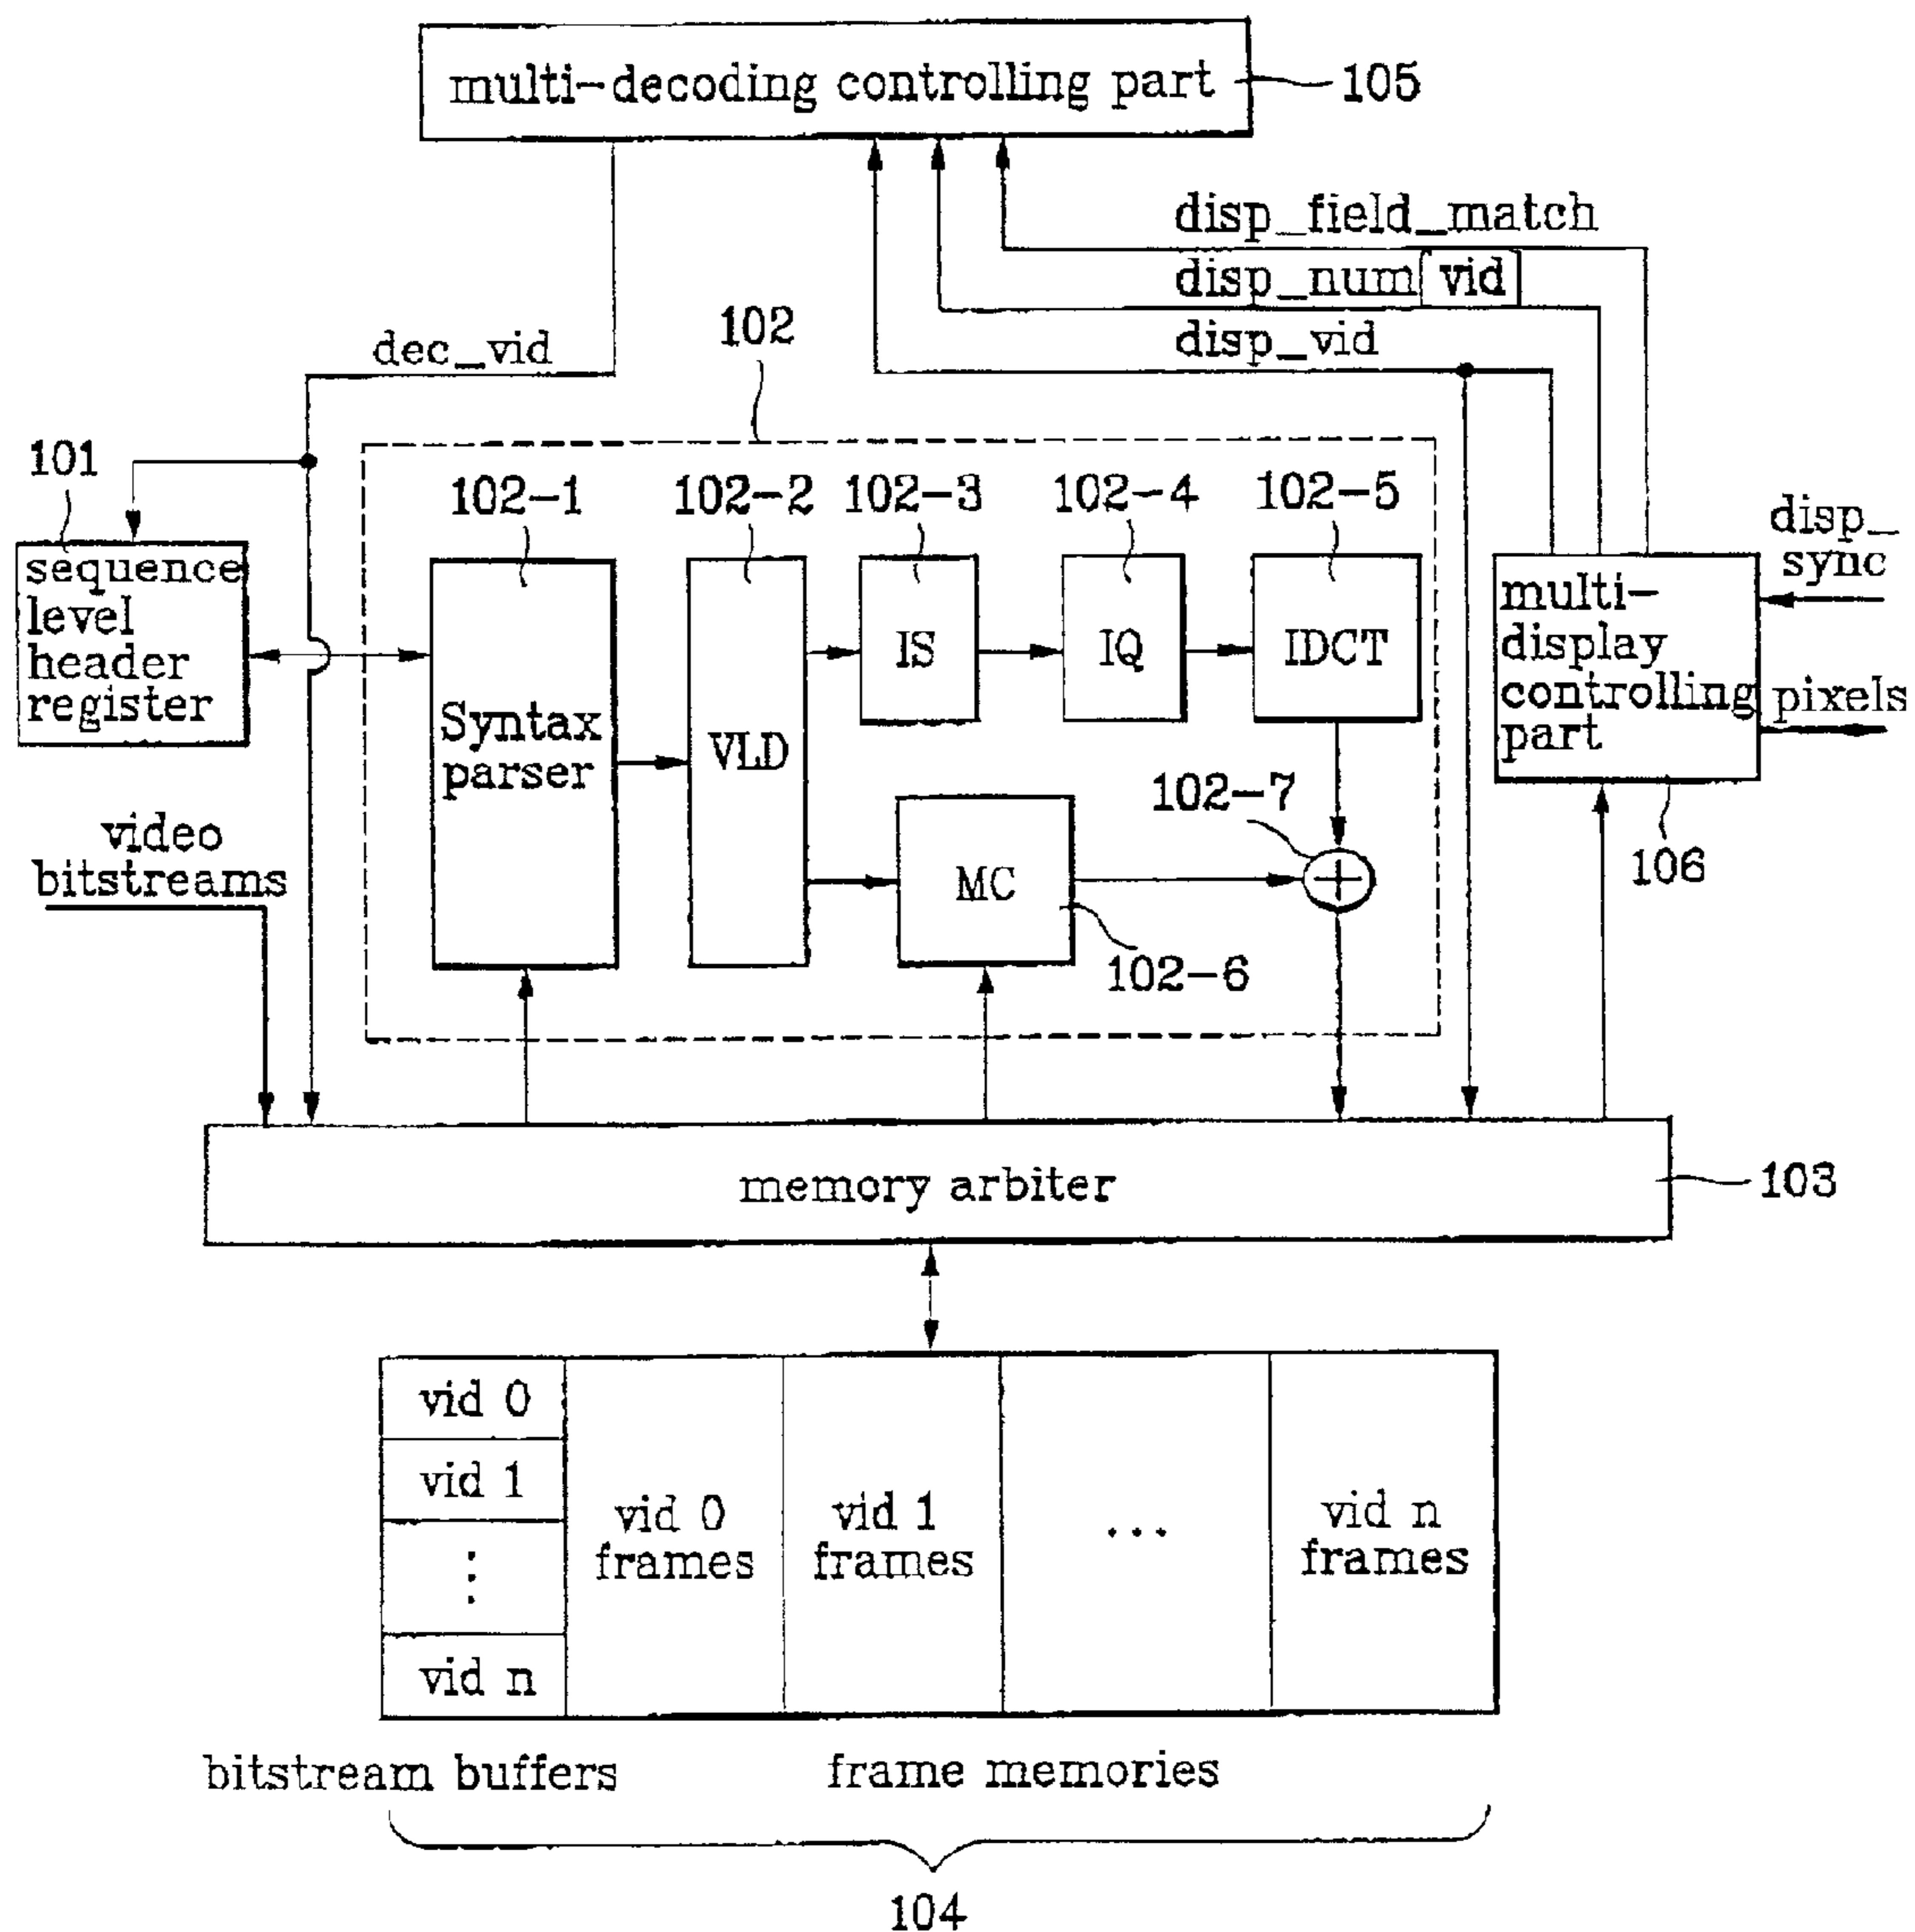 multi-decoding controlling part
105
disp_field_match
disp_num vid
disp_vid
dec_vid
102
101
102-1
102-2
102-3
102-4
102-5
disp_
sync
sequence
level
header
register
Syntax
parser
VLD
IS
IQ
IDCT
multi-
display
controlling
part
pixels
video
bitstreams
MC
102-7
102-6
106
memory arbiter
103
vid 0
vid 1
⋮
vid n
vid 0
frames
vid 1
frames
...
vid n
frames
bitstream buffers
frame memories
104